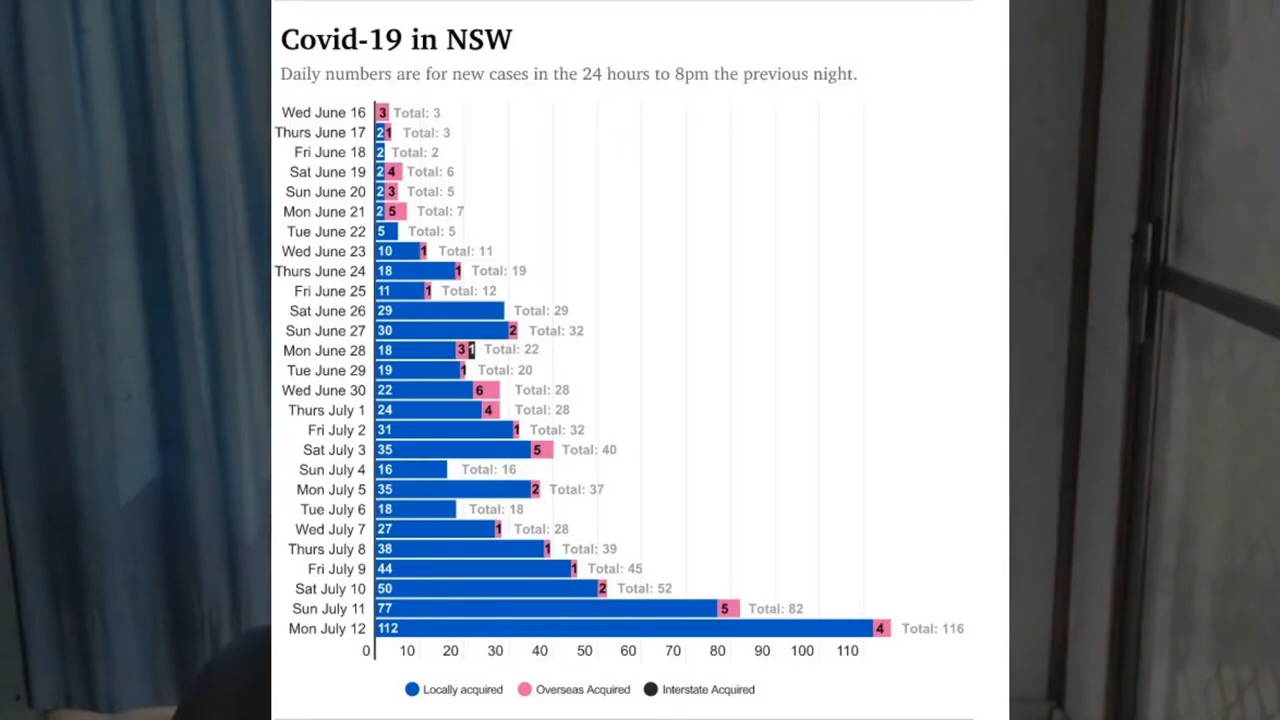 Covid-19 in NSW
Daily numbers are for new cases in the 24 hours to 8pm the previous night.
Wed June 16 3 Total: 3
Thurs June 17 2 1 Total: 3
Fri June 18 2 Total: 2
Sat June 19 2 4 Total: 6
Sun June 20 2 3 Total: 5
Mon June 21 2 5 Total: 7
Tue June 22 5 Total: 5
Wed June 23 10 1 Total: 11
Thurs June 24 18 1 Total: 19
Fri June 25 11 1 Total: 12
Sat June 26 29 Total: 29
Sun June 27 30 2 Total: 32
Mon June 28 18 3 1 Total: 22
Tue June 29 19 1 Total: 20
Wed June 30 22 6 Total: 28
Thurs July 1 24 4 Total: 28
Fri July 2 31 1 Total: 32
Sat July 3 35 5 Total: 40
Sun July 4 16 Total: 16
Mon July 5 35 2 Total: 37
Tue July 6 18 Total: 18
Wed July 7 27 1 Total: 28
Thurs July 8 38 1 Total: 39
Fri July 9 44 1 Total: 45
Sat July 10 50 2 Total: 52
Sun July 11 77 5 Total: 82
Mon July 12 112 4 Total: 116
0 10 20 30 40 50 60 70 80 90 100 110
Locally acquired Overseas Acquired Interstate Acquired